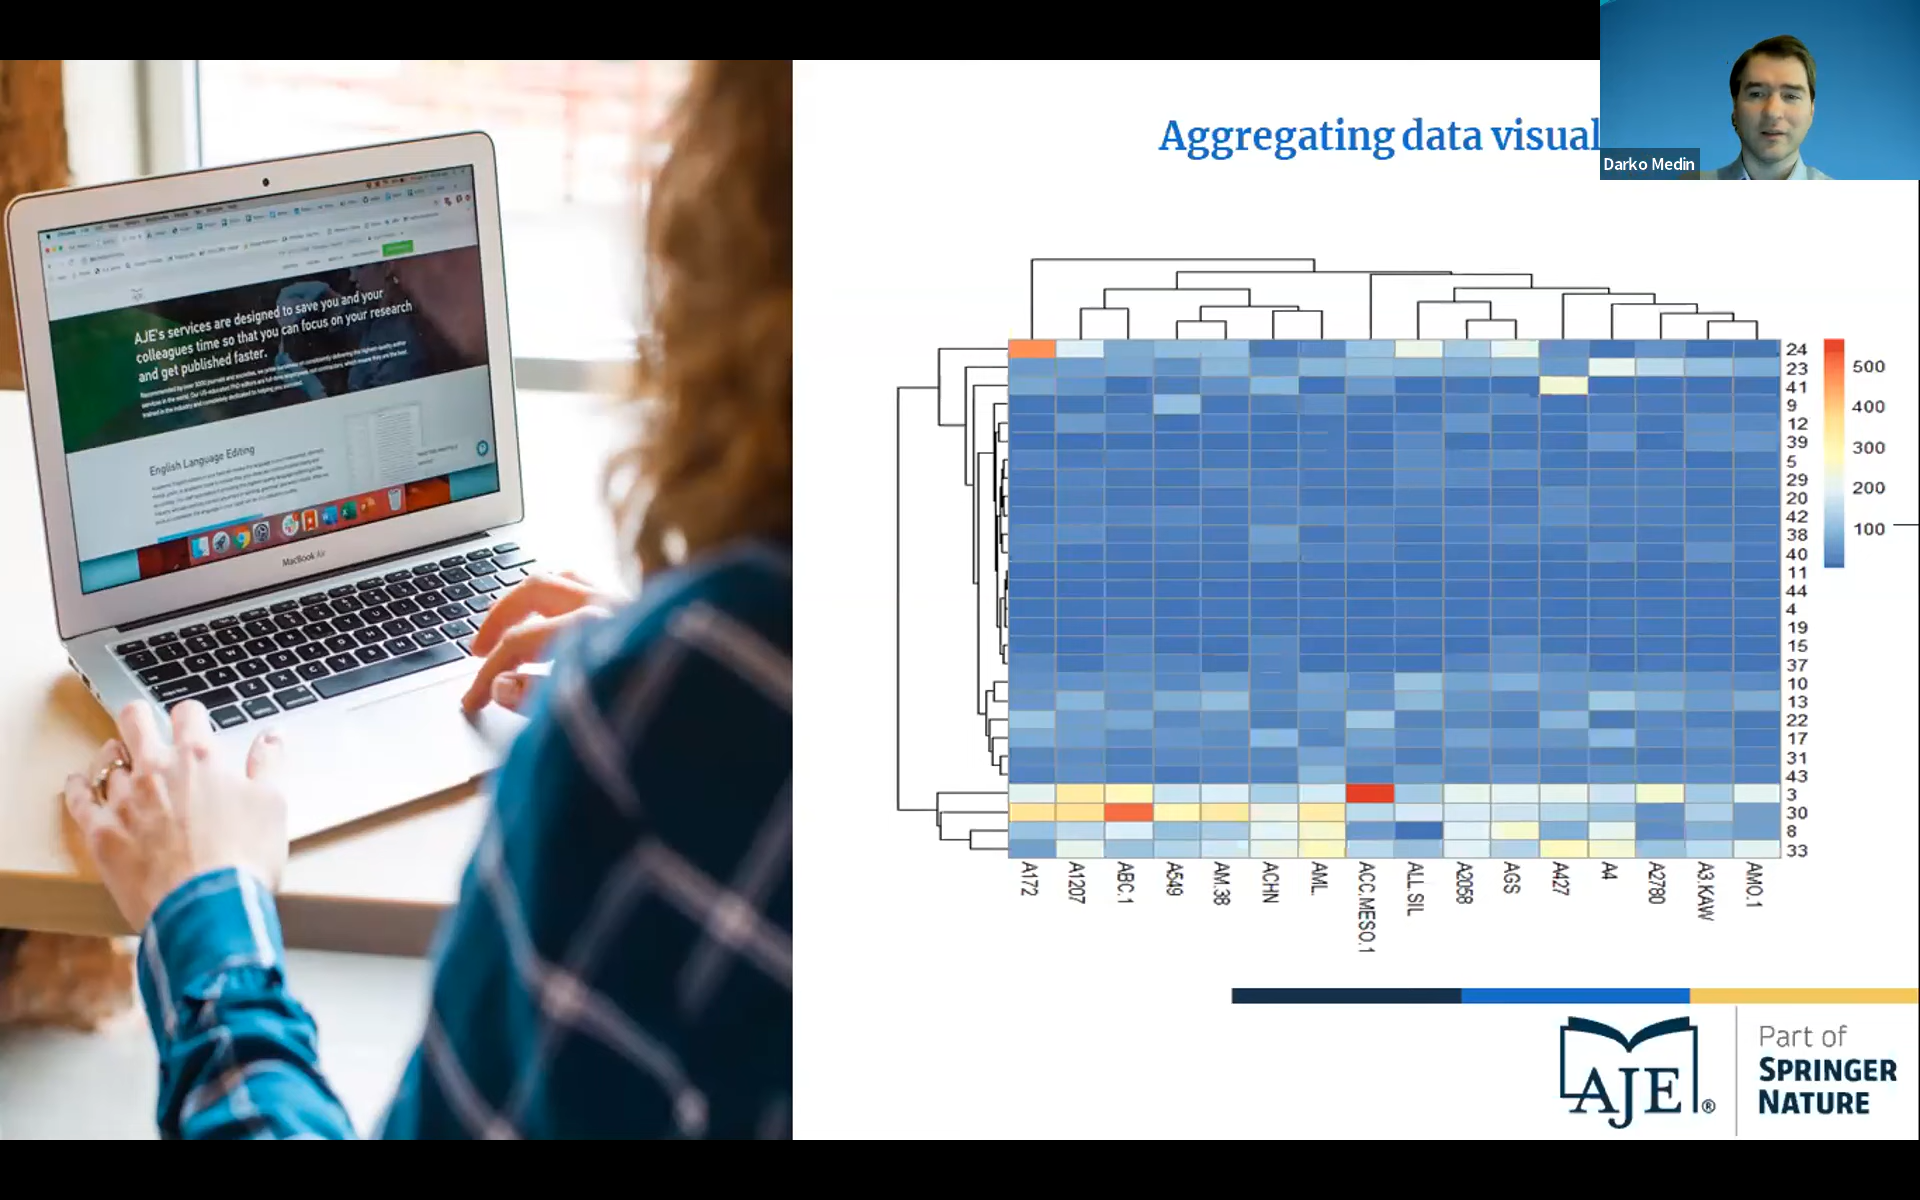 AJE's services are designed to save you and your
colleagues time so that you can focus on your research
and get published faster.
English Language Editing
MacBook Air
Aggregating data visual
Darko Medin
24
23
41
9
12
39
5
29
20
42
38
40
11
44
4
19
15
37
10
13
22
17
31
43
3
30
8
33
500
400
300
200
100
A172
A1207
ABC.1
A549
AM.38
ACHN
AML
ACC.MESO.1
ALL.SIL
A2058
AGS
A427
A4
A2780
A3.KAW
AMO.1
AJE®
Part of
SPRINGER
NATURE